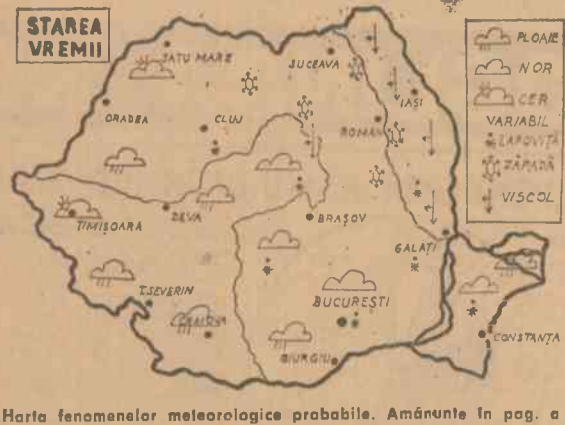 STAREA
VREMII
PLOAIE
NOR
CER
VARIABIL
LAPOVIȚĂ
ZĂPADĂ
VISCOL
SATU MARE
SUCEAVA
ORADEA
CLUJ
IAȘI
ROMAN
TIMIȘOARA
DEVA
BRAȘOV
GALAȚI
T.SEVERIN
BUCUREȘTI
CRAIOVA
GIURGIU
CONSTANȚA
Harta fenomenelor meteorologice probabile. Amănunte în pag. a